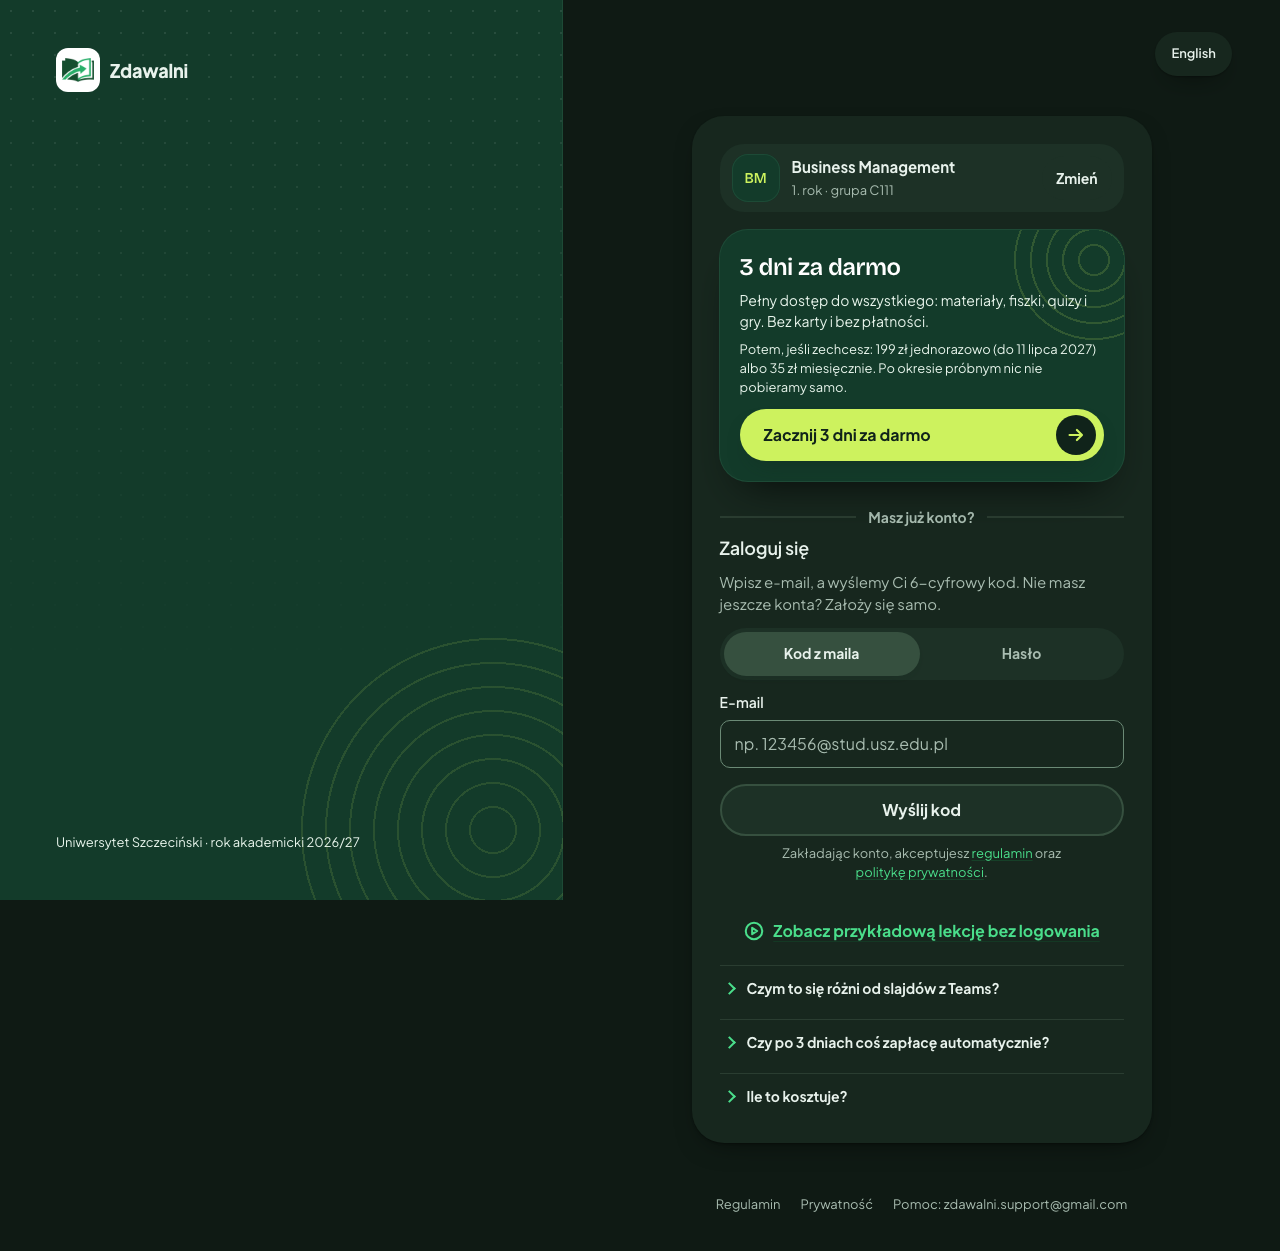 Zdawalni
English
BM
Business Management
1. rok · grupa C111
Zmień
3 dni za darmo
Pełny dostęp do wszystkiego: materiały, fiszki, quizy i
gry. Bez karty i bez płatności.
Potem, jeśli zechcesz: 199 zł jednorazowo (do 11 lipca 2027)
albo 35 zł miesięcznie. Po okresie próbnym nic nie
pobieramy samo.
Zacznij 3 dni za darmo
Masz już konto?
Zaloguj się
Wpisz e-mail, a wyślemy Ci 6-cyfrowy kod. Nie masz
jeszcze konta? Założy się samo.
Kod z maila
Hasło
E-mail
np. 123456@stud.usz.edu.pl
Wyślij kod
Zakładając konto, akceptujesz regulamin oraz
politykę prywatności.
Zobacz przykładową lekcję bez logowania
Czym to się różni od slajdów z Teams?
Czy po 3 dniach coś zapłacę automatycznie?
Ile to kosztuje?
Uniwersytet Szczeciński · rok akademicki 2026/27
Regulamin
Prywatność
Pomoc: zdawalni.support@gmail.com